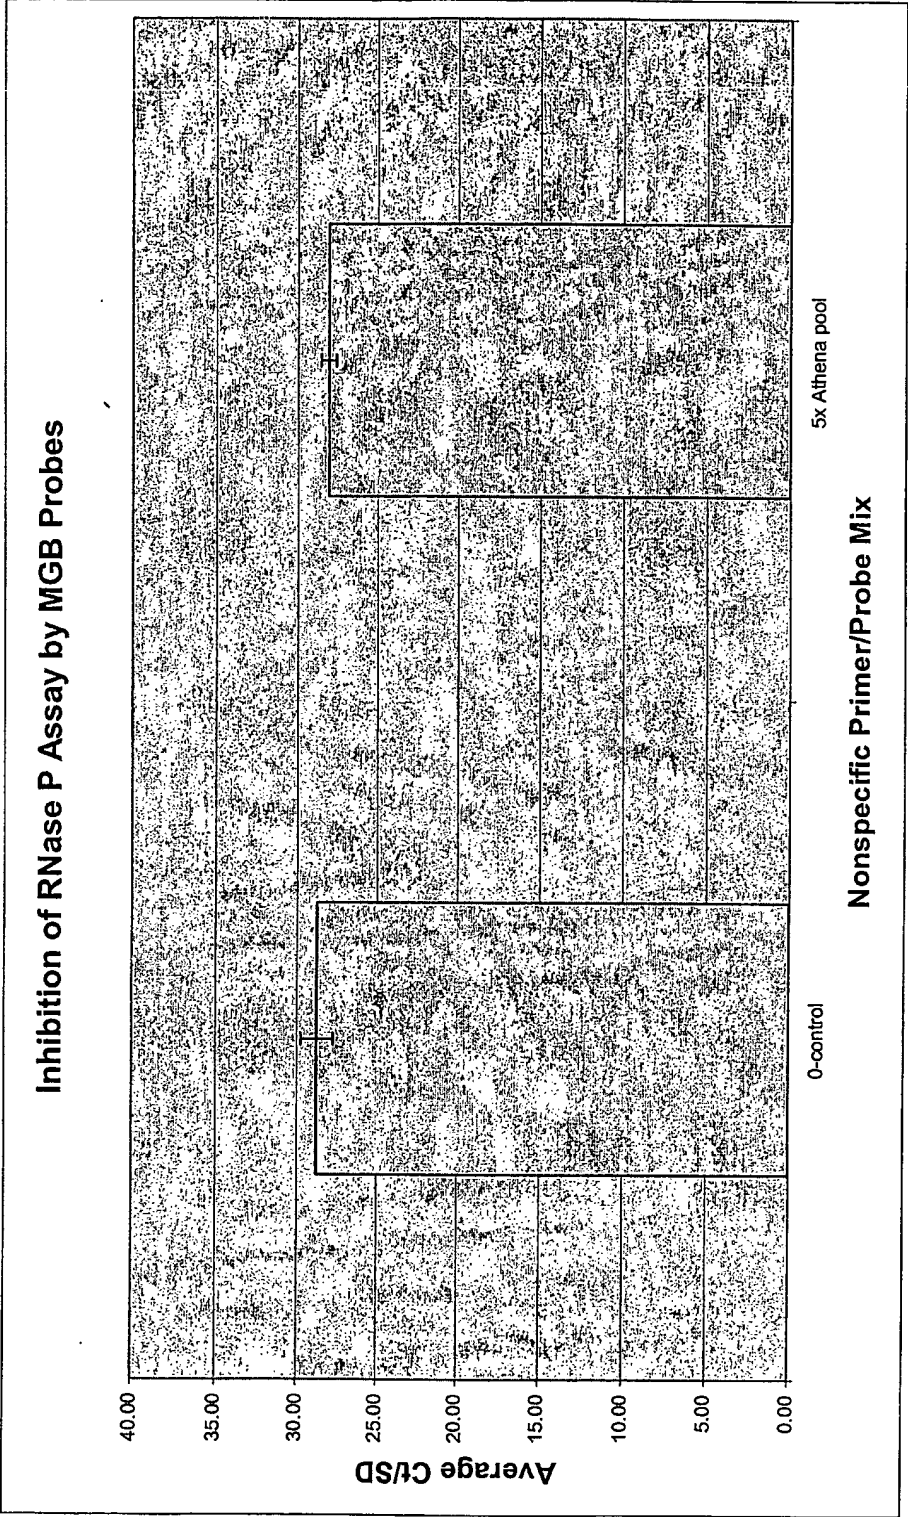 Inhibition of RNase P Assay by MGB Probes
Average Ct/SD
40.00
35.00
30.00
25.00
20.00
15.00
10.00
5.00
0.00
0-control
5x Athena pool
Nonspecific Primer/Probe Mix